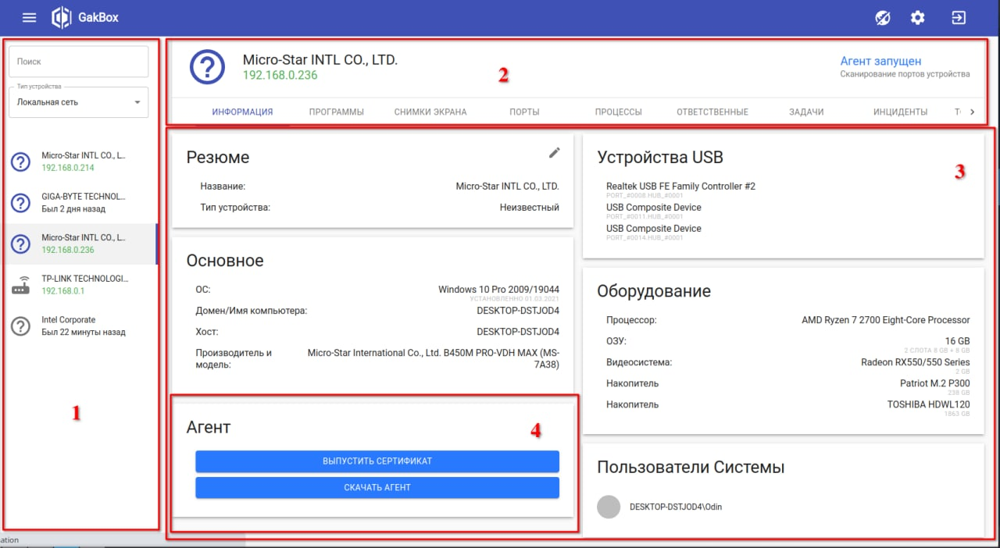 GakBox
Поиск
Тип устройства
Локальная сеть
Micro-Star INTL CO., L...
192.168.0.214
GIGA-BYTE TECHNOL...
Был 2 дня назад
Micro-Star INTL CO., L...
192.168.0.236
TP-LINK TECHNOLOGI...
192.168.0.1
Intel Corporate
Был 22 минуты назад
1
Micro-Star INTL CO., LTD.
192.168.0.236
2
Агент запущен
Сканирование портов устройства
ИНФОРМАЦИЯ ПРОГРАММЫ СНИМКИ ЭКРАНА ПОРТЫ ПРОЦЕССЫ ОТВЕТСТВЕННЫЕ ЗАДАЧИ ИНЦИДЕНТЫ
Резюме
Название: Micro-Star INTL CO., LTD.
Тип устройства: Неизвестный
Основное
ОС: Windows 10 Pro 2009/19044
УСТАНОВЛЕННО 01.03.2021
Домен/Имя компьютера: DESKTOP-DSTJOD4
Хост: DESKTOP-DSTJOD4
Производитель и модель: Micro-Star International Co., Ltd. B450M PRO-VDH MAX (MS-
7A38)
Агент
4
ВЫПУСТИТЬ СЕРТИФИКАТ
СКАЧАТЬ АГЕНТ
Устройства USB
3
Realtek USB FE Family Controller #2
PORT_#0008.HUB_#0001
USB Composite Device
PORT_#0011.HUB_#0001
USB Composite Device
PORT_#0014.HUB_#0001
Оборудование
Процессор: AMD Ryzen 7 2700 Eight-Core Processor
ОЗУ: 16 GB
2 СЛОТА 8 GB + 8 GB
Видеосистема: Radeon RX550/550 Series
2 GB
Накопитель Patriot M.2 P300
238 GB
Накопитель TOSHIBA HDWL120
1863 GB
Пользователи Системы
DESKTOP-DSTJOD4\Odin
ation